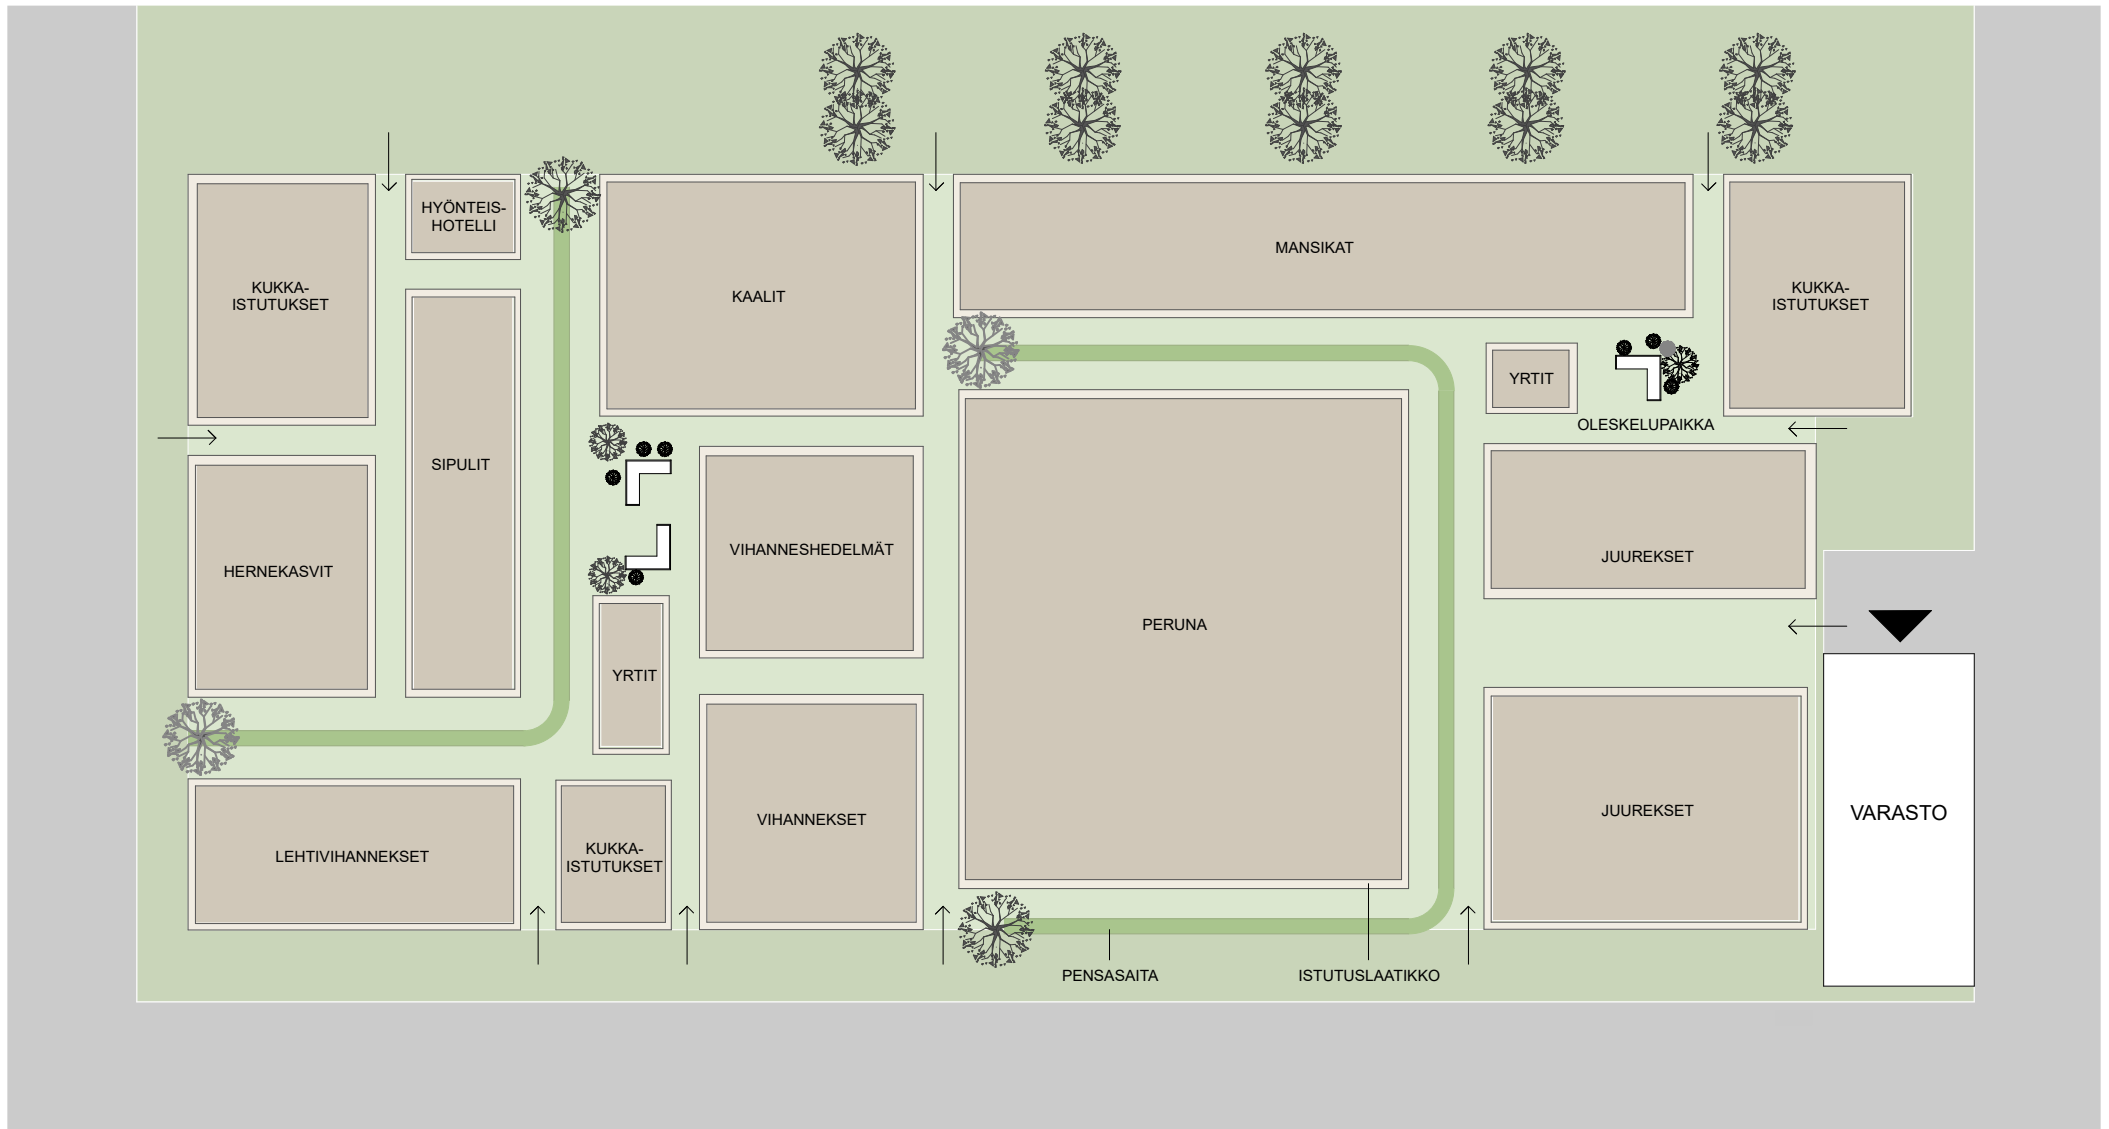 HYÖNTEIS-
HOTELLI
KUKKA-
ISTUTUKSET
KAALIT
MANSIKAT
KUKKA-
ISTUTUKSET
YRTIT
OLESKELUPAIKKA
SIPULIT
HERNEKASVIT
VIHANNESHEDELMÄT
JUUREKSET
PERUNA
YRTIT
LEHTIVIHANNEKSET
KUKKA-
ISTUTUKSET
VIHANNEKSET
JUUREKSET
VARASTO
PENSASAITA
ISTUTUSLAATIKKO